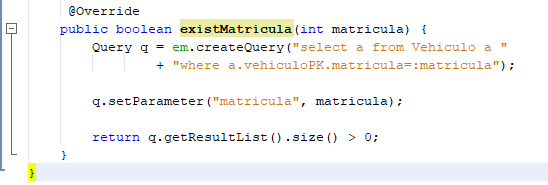 @Override
public boolean existMatricula(int matricula) {
Query q = em.createQuery("select a from Vehiculo a "
+ "where a.vehiculoPK.matricula=:matricula");
q.setParameter("matricula", matricula);
return q.getResultList().size() > 0;
}
}